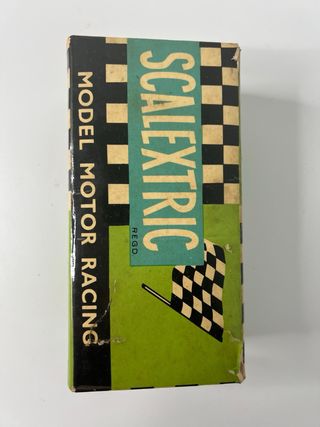 SCALEXTRIC
REGD
MODEL MOTOR RACING